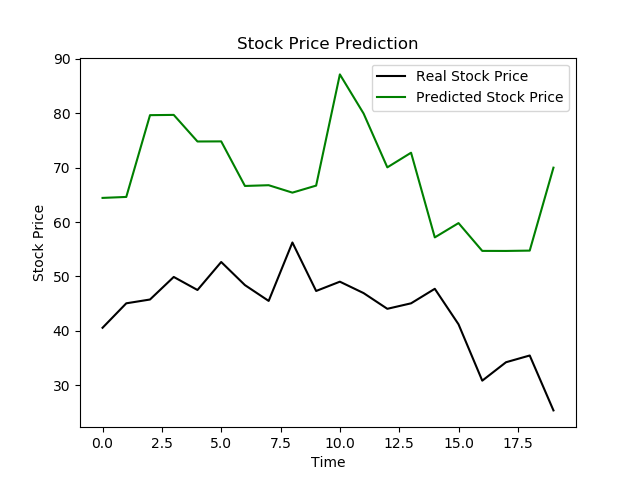 Stock Price Prediction
Real Stock Price
Predicted Stock Price
Stock Price
90
80
70
60
50
40
30
0.0 2.5 5.0 7.5 10.0 12.5 15.0 17.5
Time